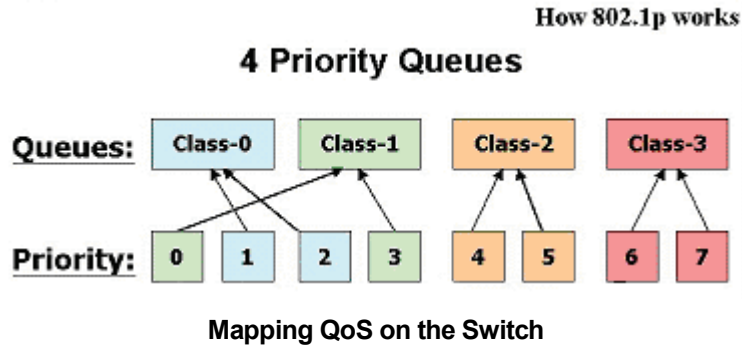 How 802.1p works
4 Priority Queues
Queues: Class-0 Class-1 Class-2 Class-3
Priority: 0 1 2 3 4 5 6 7
Mapping QoS on the Switch